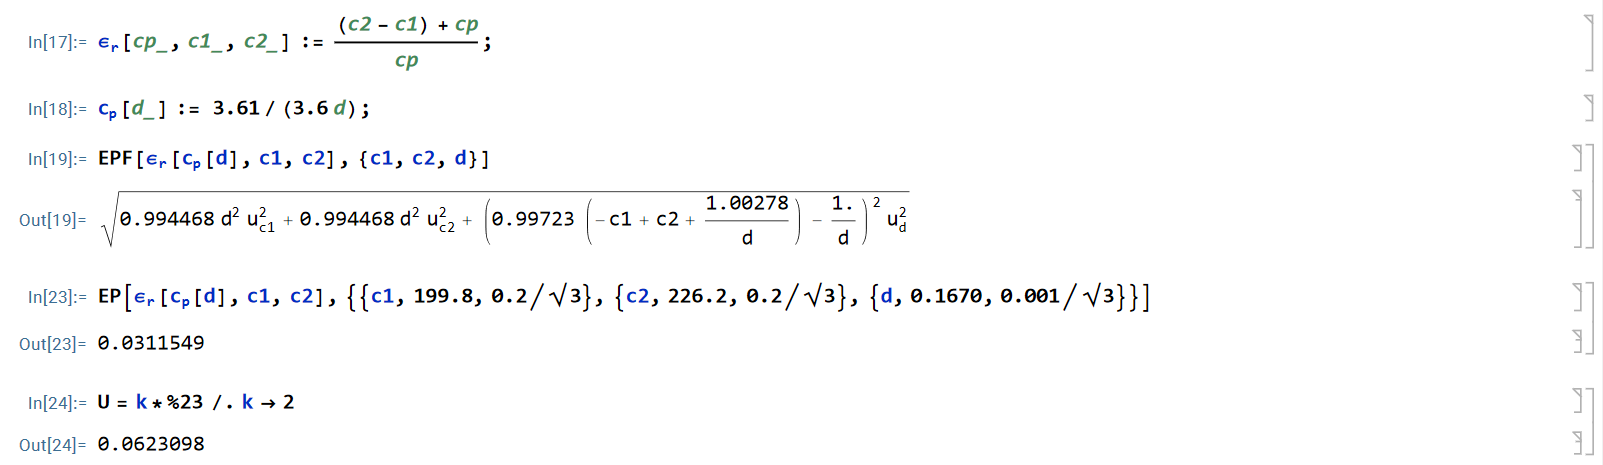 In[17]:= ϵr[cp_, c1_, c2_] := ((c2 - c1) + cp)/cp;
In[18]:= cp[d_] := 3.61 / (3.6 d);
In[19]:= EPF[ϵr[cp[d], c1, c2], {c1, c2, d}]
Out[19]= √(0.994468 d² u²c1 + 0.994468 d² u²c2 + (0.99723 (-c1 + c2 + 1.00278/d) - 1./d)² u²d)
In[23]:= EP[ϵr[cp[d], c1, c2], {{c1, 199.8, 0.2/√3}, {c2, 226.2, 0.2/√3}, {d, 0.1670, 0.001/√3}}]
Out[23]= 0.0311549
In[24]:= U = k * %23 /. k → 2
Out[24]= 0.0623098